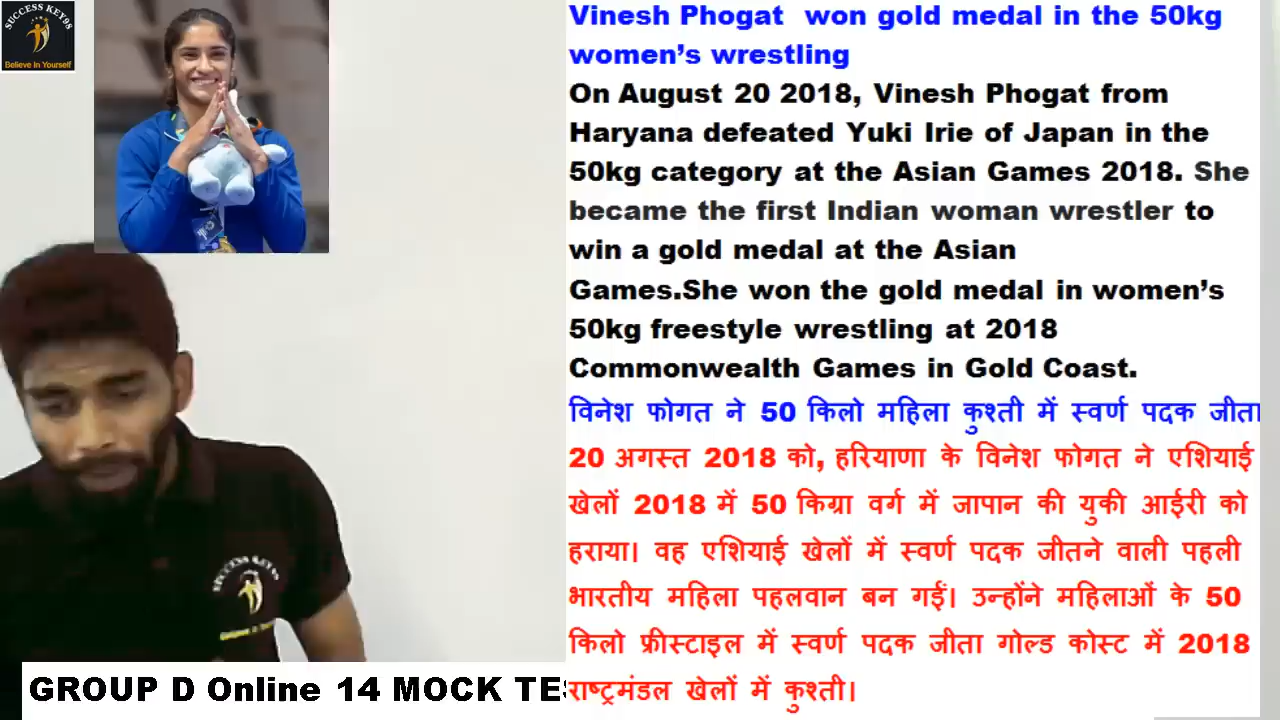 SUCCESS KEY98
Believe In Yourself
Vinesh Phogat won gold medal in the 50kg
women’s wrestling
On August 20 2018, Vinesh Phogat from
Haryana defeated Yuki Irie of Japan in the
50kg category at the Asian Games 2018. She
became the first Indian woman wrestler to
win a gold medal at the Asian
Games.She won the gold medal in women’s
50kg freestyle wrestling at 2018
Commonwealth Games in Gold Coast.
विनेश फोगत ने 50 किलो महिला कुश्ती में स्वर्ण पदक जीता
20 अगस्त 2018 को, हरियाणा के विनेश फोगत ने एशियाई
खेलों 2018 में 50 किग्रा वर्ग में जापान की युकी आईरी को
हराया। वह एशियाई खेलों में स्वर्ण पदक जीतने वाली पहली
भारतीय महिला पहलवान बन गईं। उन्होंने महिलाओं के 50
किलो फ्रीस्टाइल में स्वर्ण पदक जीता गोल्ड कोस्ट में 2018
राष्ट्रमंडल खेलों में कुश्ती।
SUCCESS KEY98
GROUP D Online 14 MOCK TES